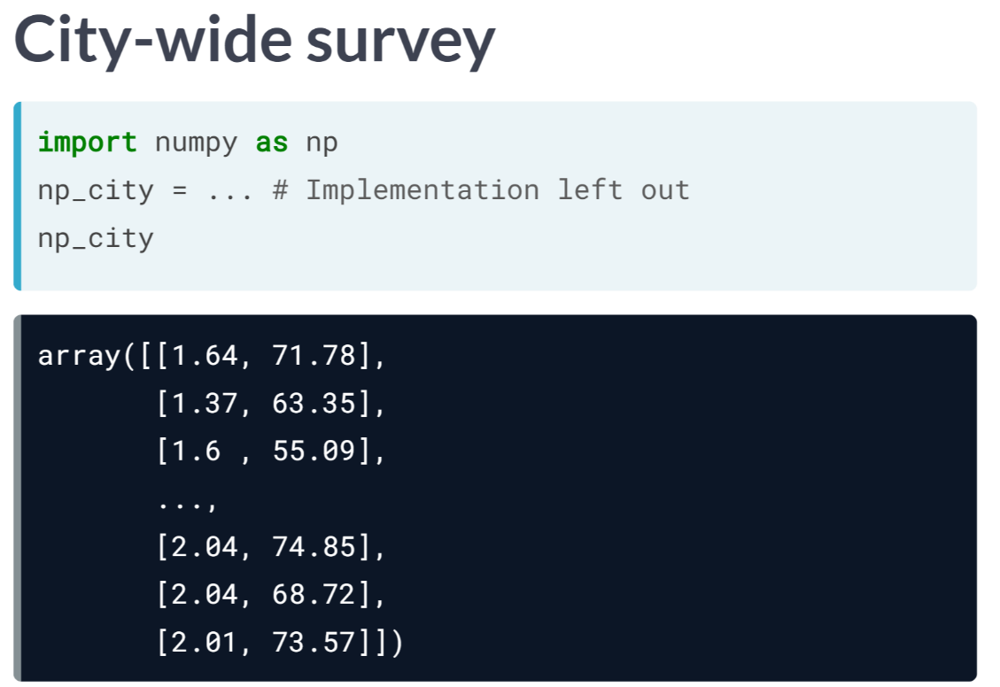 City-wide survey
import numpy as np
np_city = ... # Implementation left out
np_city
array([[1.64, 71.78],
       [1.37, 63.35],
       [1.6 , 55.09],
       ...,
       [2.04, 74.85],
       [2.04, 68.72],
       [2.01, 73.57]])